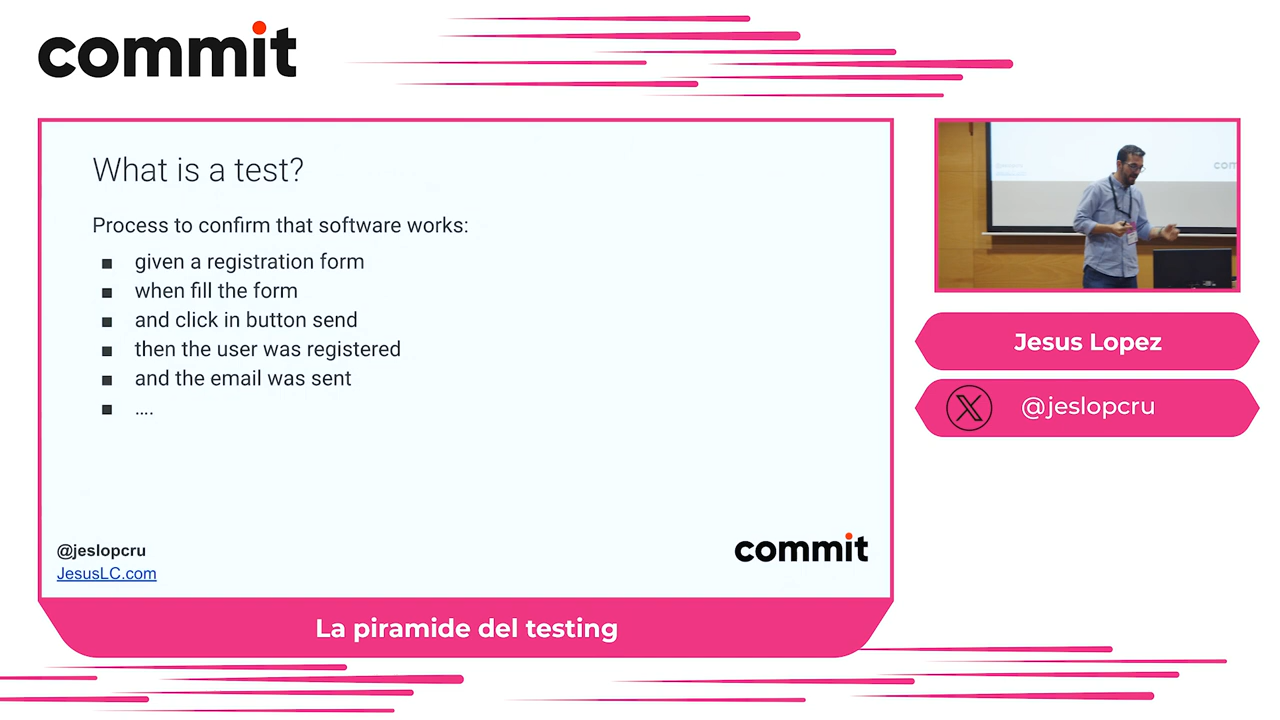 commit
What is a test?
Process to confirm that software works:
given a registration form
when fill the form
and click in button send
then the user was registered
and the email was sent
....
@jeslopcru
JesusLC.com
commit
La piramide del testing
com
Jesus Lopez
@jeslopcru